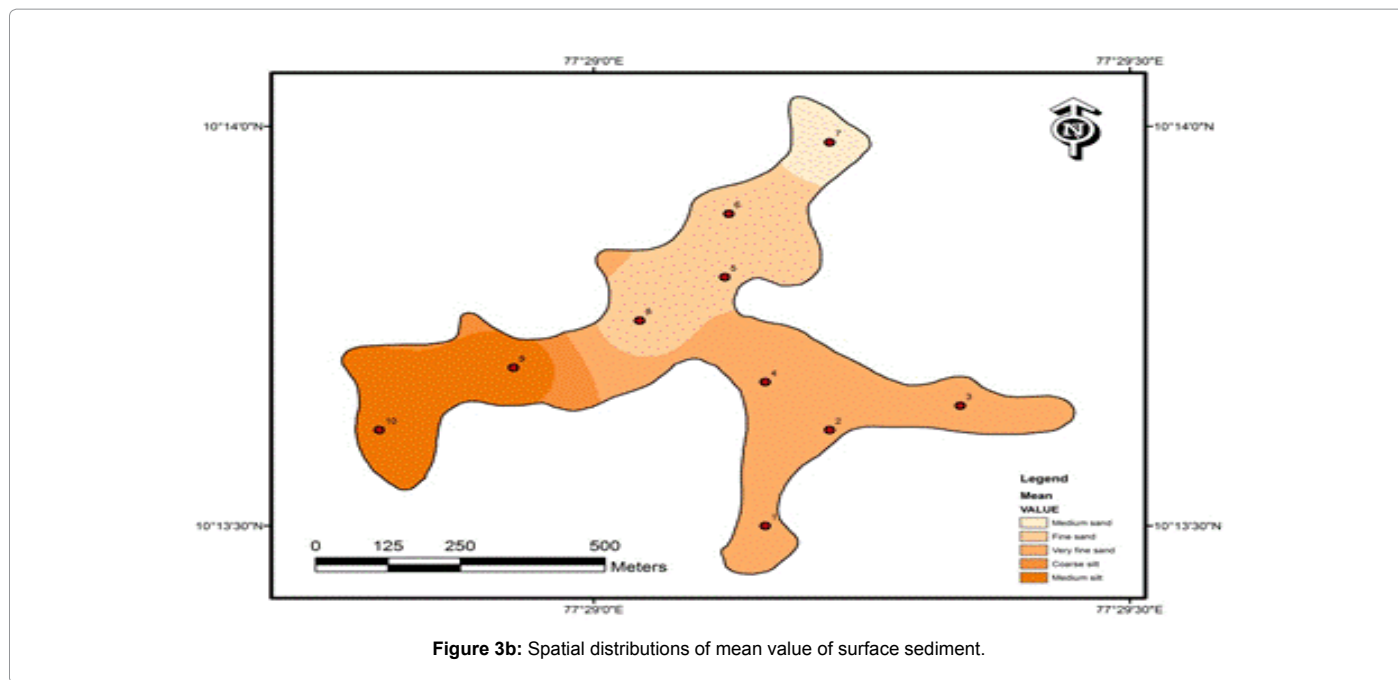 77°29'0"E 77°29'30"E
10°14'0"N 10°14'0"N
N
7
6
5
8
9
4
3
10
2
1
Legend
Mean
VALUE
Medium sand
Fine sand
Very fine sand
Coarse silt
Medium silt
10°13'30"N 10°13'30"N
0 125 250 500
Meters
77°29'0"E 77°29'30"E
Figure 3b: Spatial distributions of mean value of surface sediment.